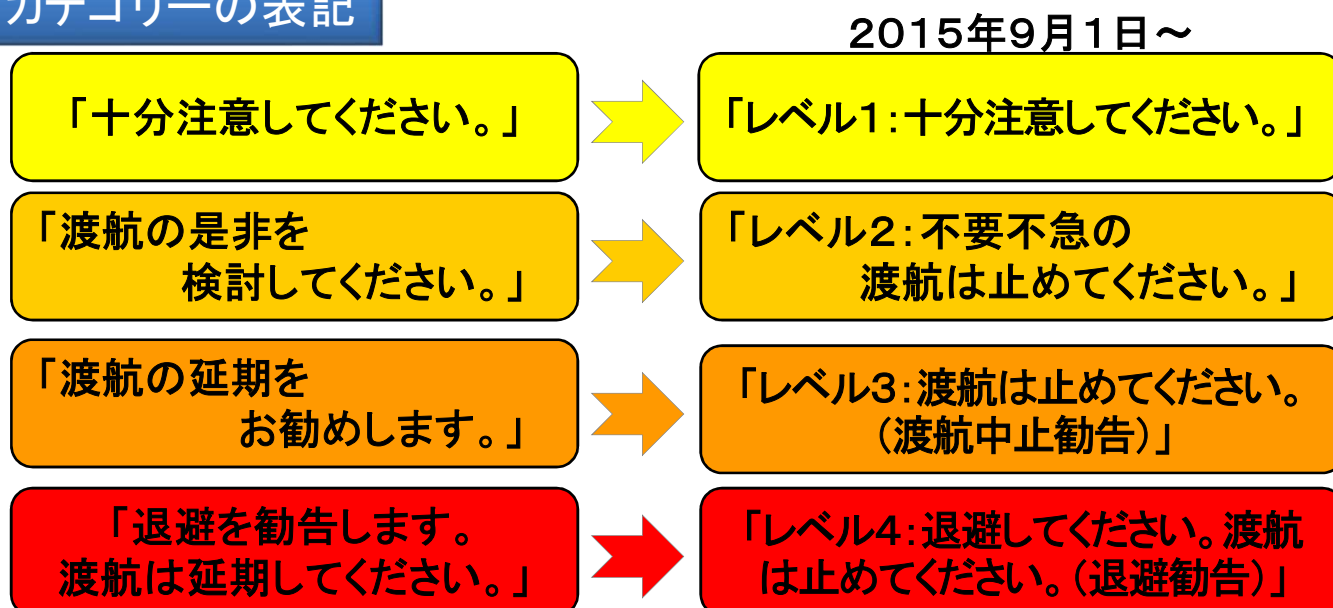 カテゴリーの表記
2015年9月1日～
「十分注意してください。」
「レベル1:十分注意してください。」
「渡航の是非を
検討してください。」
「レベル2:不要不急の
渡航は止めてください。」
「渡航の延期を
お勧めします。」
「レベル3:渡航は止めてください。
(渡航中止勧告)」
「退避を勧告します。
渡航は延期してください。」
「レベル4:退避してください。渡航
は止めてください。(退避勧告)」